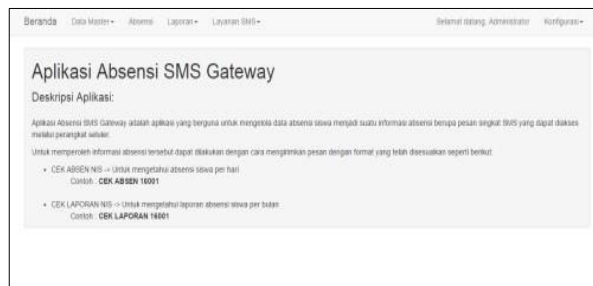 Beranda Data Master Absensi Laporan Layanan SMS Selamat datang, Administrator Konfigurasi
Aplikasi Absensi SMS Gateway
Deskripsi Aplikasi:
Aplikasi Absensi SMS Gateway adalah aplikasi yang berguna untuk mengelola data absensi siswa menjadi suatu informasi absensi berupa pesan singkat SMS yang dapat diakses
melalui perangkat seluler.
Untuk memperoleh informasi absensi tersebut dapat dilakukan dengan cara mengirimkan pesan dengan format yang telah disesuaikan seperti berikut:
• CEK ABSEN NIS -> Untuk mengetahui absensi siswa per hari
Contoh : CEK ABSEN 16001
• CEK LAPORAN NIS -> Untuk mengetahui laporan absensi siswa per bulan
Contoh : CEK LAPORAN 16001